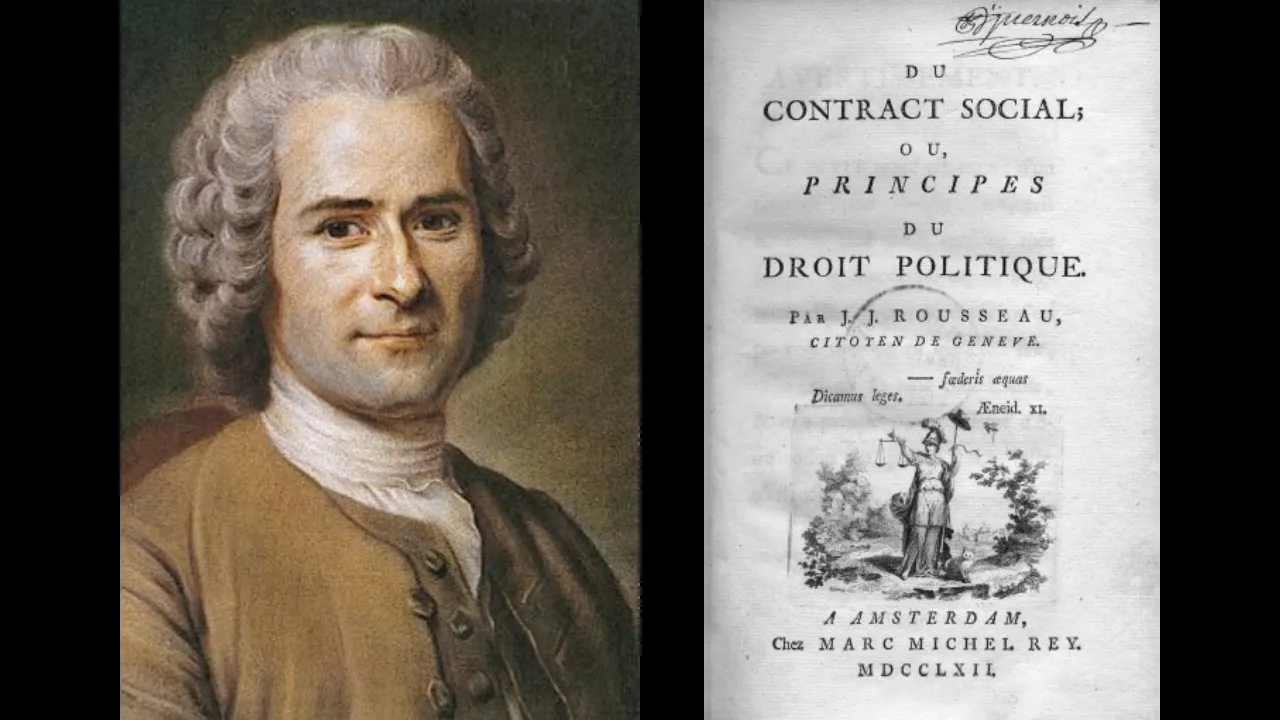 DU
CONTRACT SOCIAL;
OU,
PRINCIPES
DU
DROIT POLITIQUE.
PAR J. J. ROUSSEAU,
CITOYEN DE GENEVE.
— fœderis æquas
Dicamus leges.
Æneid. XI.
A AMSTERDAM,
Chez MARC MICHEL REY.
MDCCLXII.